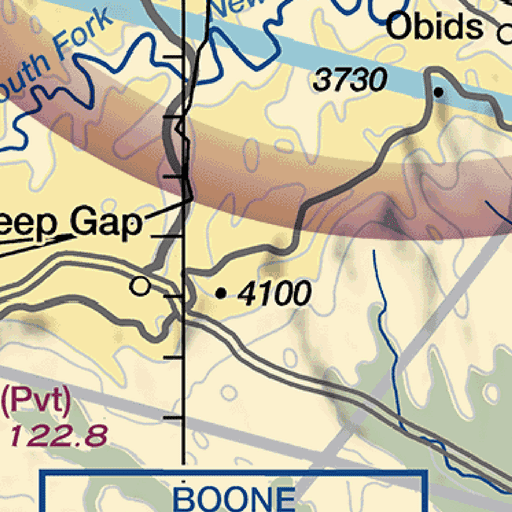 New
Obids
outh Fork
3730
eep Gap
4100
(Pvt)
122.8
BOONE